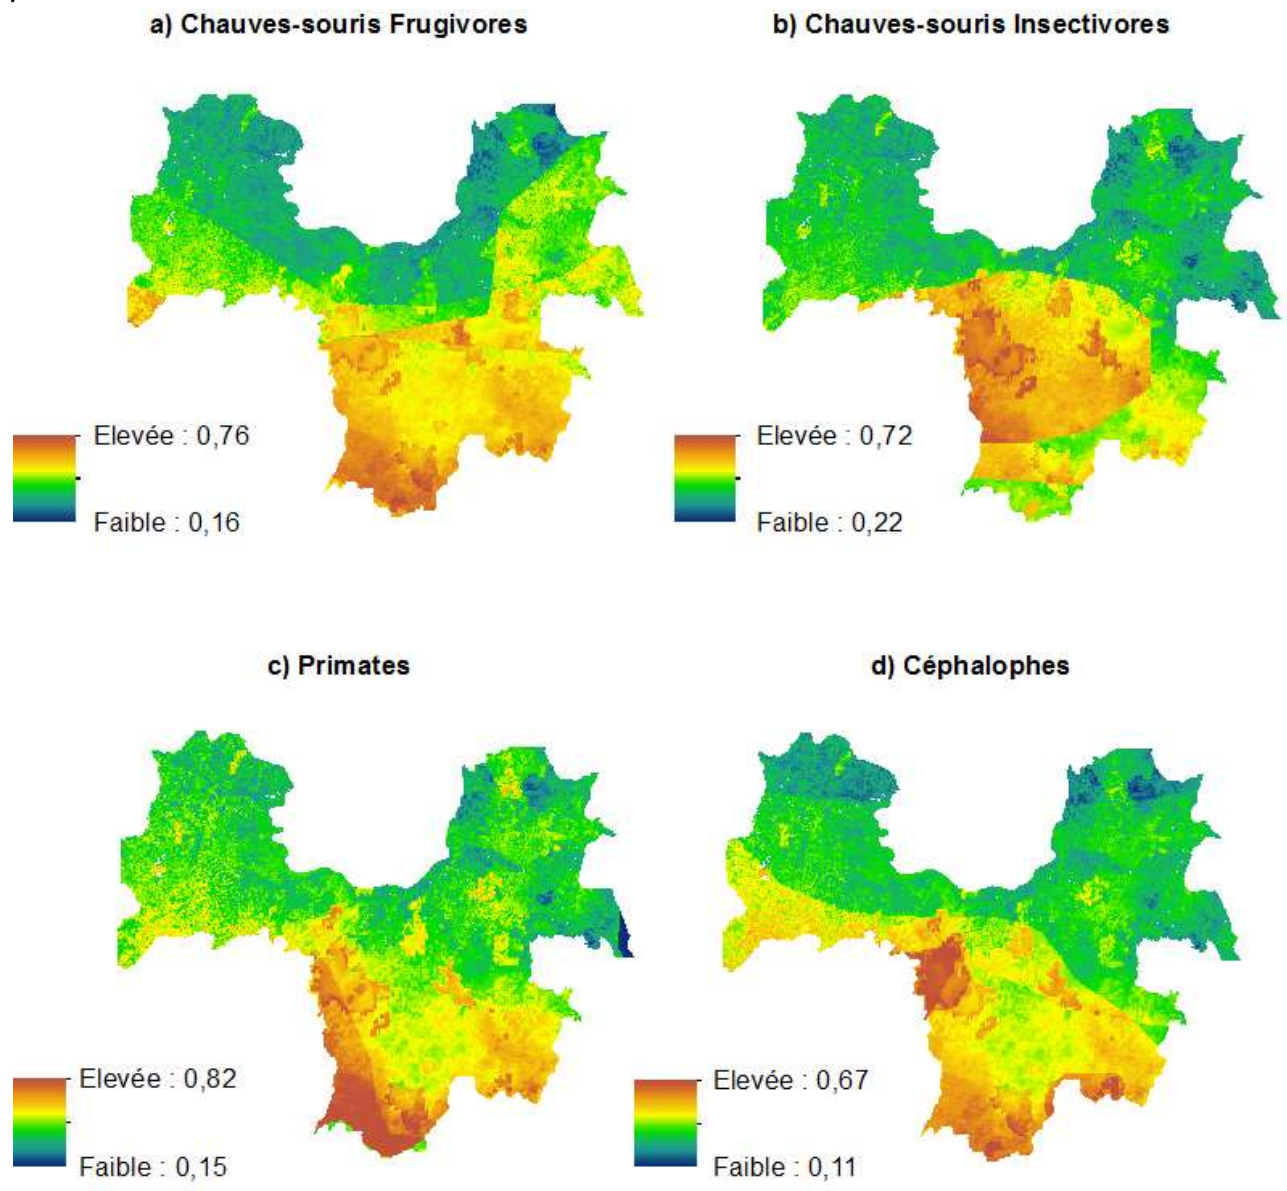 a) Chauves-souris Frugivores
b) Chauves-souris Insectivores
Elevée : 0,76
Faible : 0,16
Elevée : 0,72
Faible : 0,22
c) Primates
d) Céphalophes
Elevée : 0,82
Faible : 0,15
Elevée : 0,67
Faible : 0,11